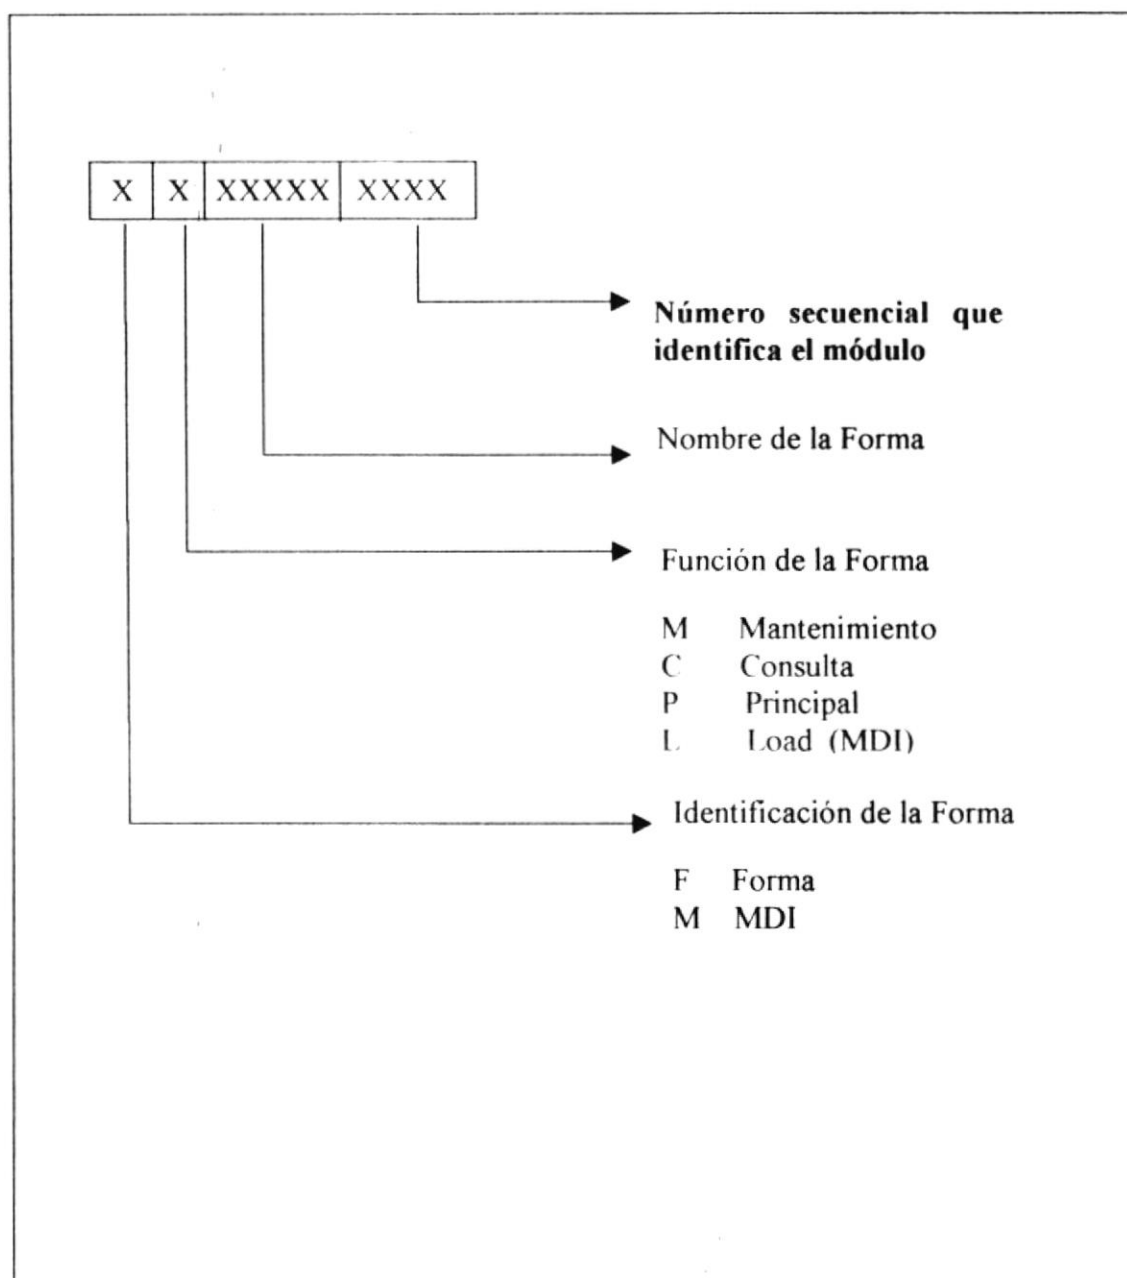 X X XXXXX XXXX
Número secuencial que
identifica el módulo
Nombre de la Forma
Función de la Forma
M Mantenimiento
C Consulta
P Principal
L Load (MDI)
Identificación de la Forma
F Forma
M MDI